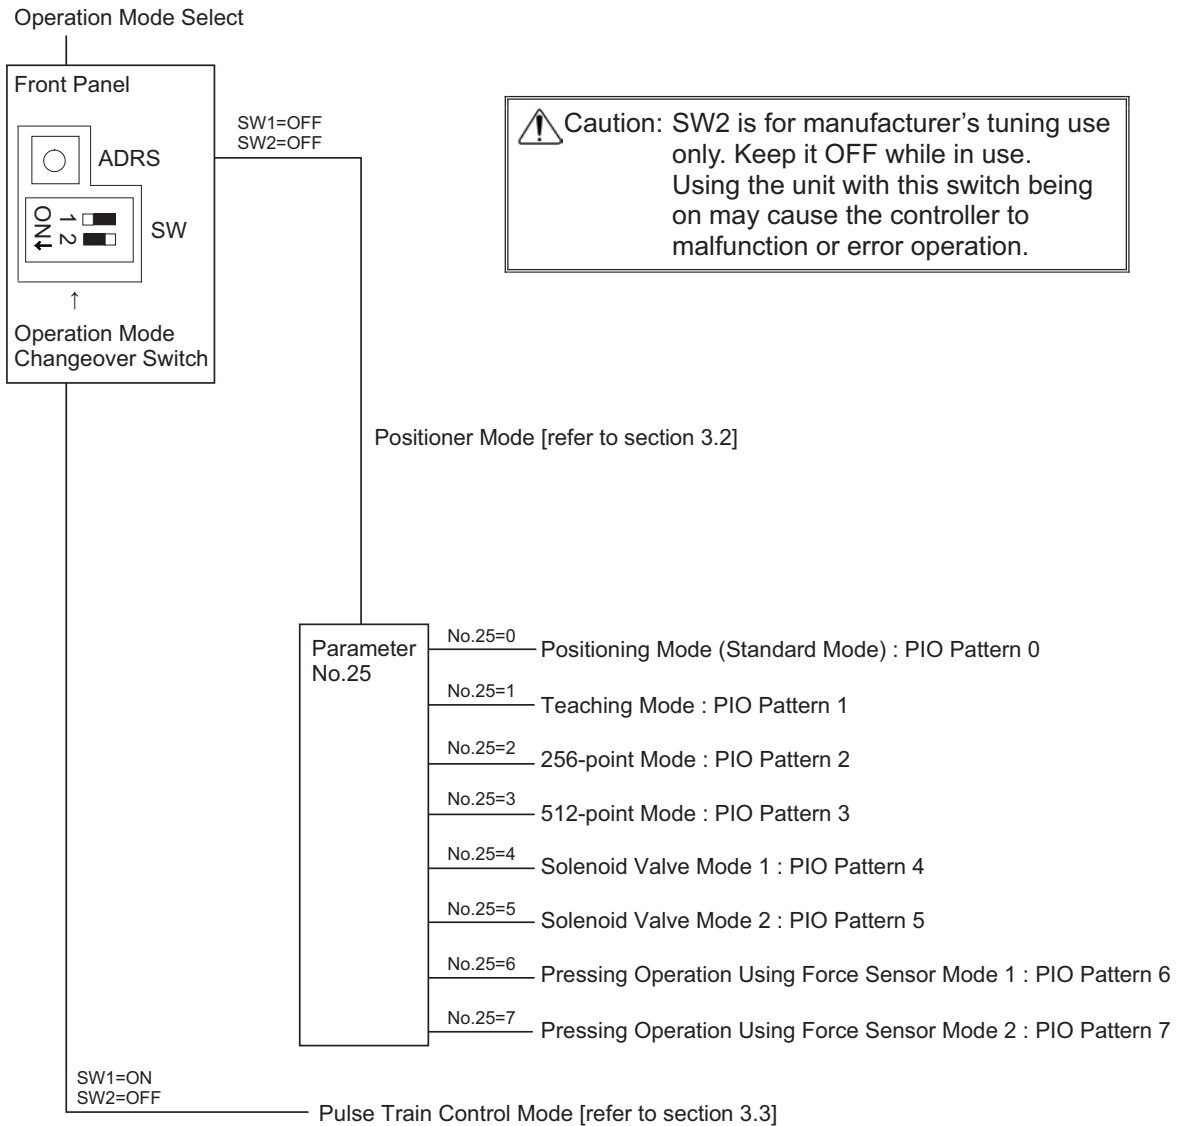 Operation Mode Select
Front Panel
ADRS
ON↓
1
2
SW
↑
Operation Mode
Changeover Switch
SW1=OFF
SW2=OFF
Caution: SW2 is for manufacturer's tuning use
only. Keep it OFF while in use.
Using the unit with this switch being
on may cause the controller to
malfunction or error operation.
Positioner Mode [refer to section 3.2]
Parameter
No.25
No.25=0
Positioning Mode (Standard Mode) : PIO Pattern 0
No.25=1
Teaching Mode : PIO Pattern 1
No.25=2
256-point Mode : PIO Pattern 2
No.25=3
512-point Mode : PIO Pattern 3
No.25=4
Solenoid Valve Mode 1 : PIO Pattern 4
No.25=5
Solenoid Valve Mode 2 : PIO Pattern 5
No.25=6
Pressing Operation Using Force Sensor Mode 1 : PIO Pattern 6
No.25=7
Pressing Operation Using Force Sensor Mode 2 : PIO Pattern 7
SW1=ON
SW2=OFF
Pulse Train Control Mode [refer to section 3.3]